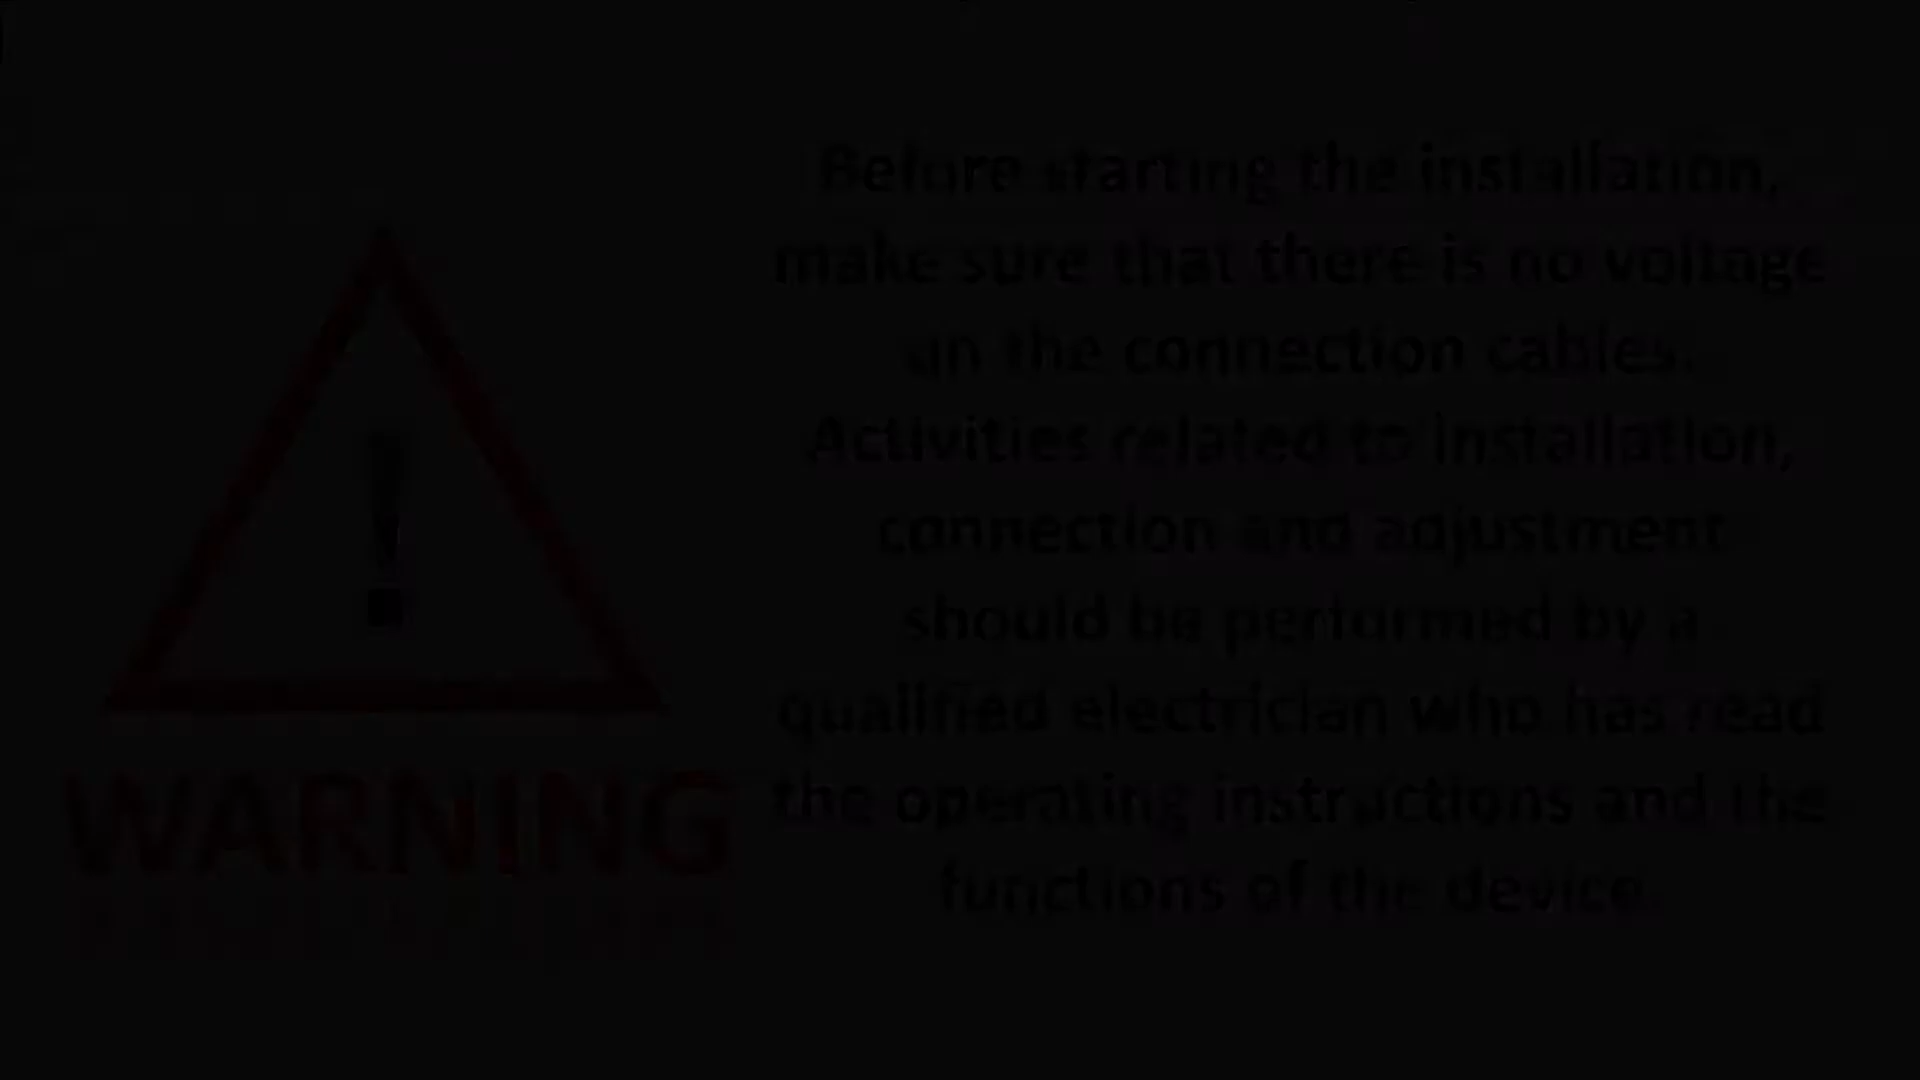 Before starting the installation,
make sure that there is no voltage
on the connection cables.
Activities related to installation,
connection and adjustment
should be performed by a
qualified electrician who has read
the operating instructions and the
functions of the device.
!
WARNING